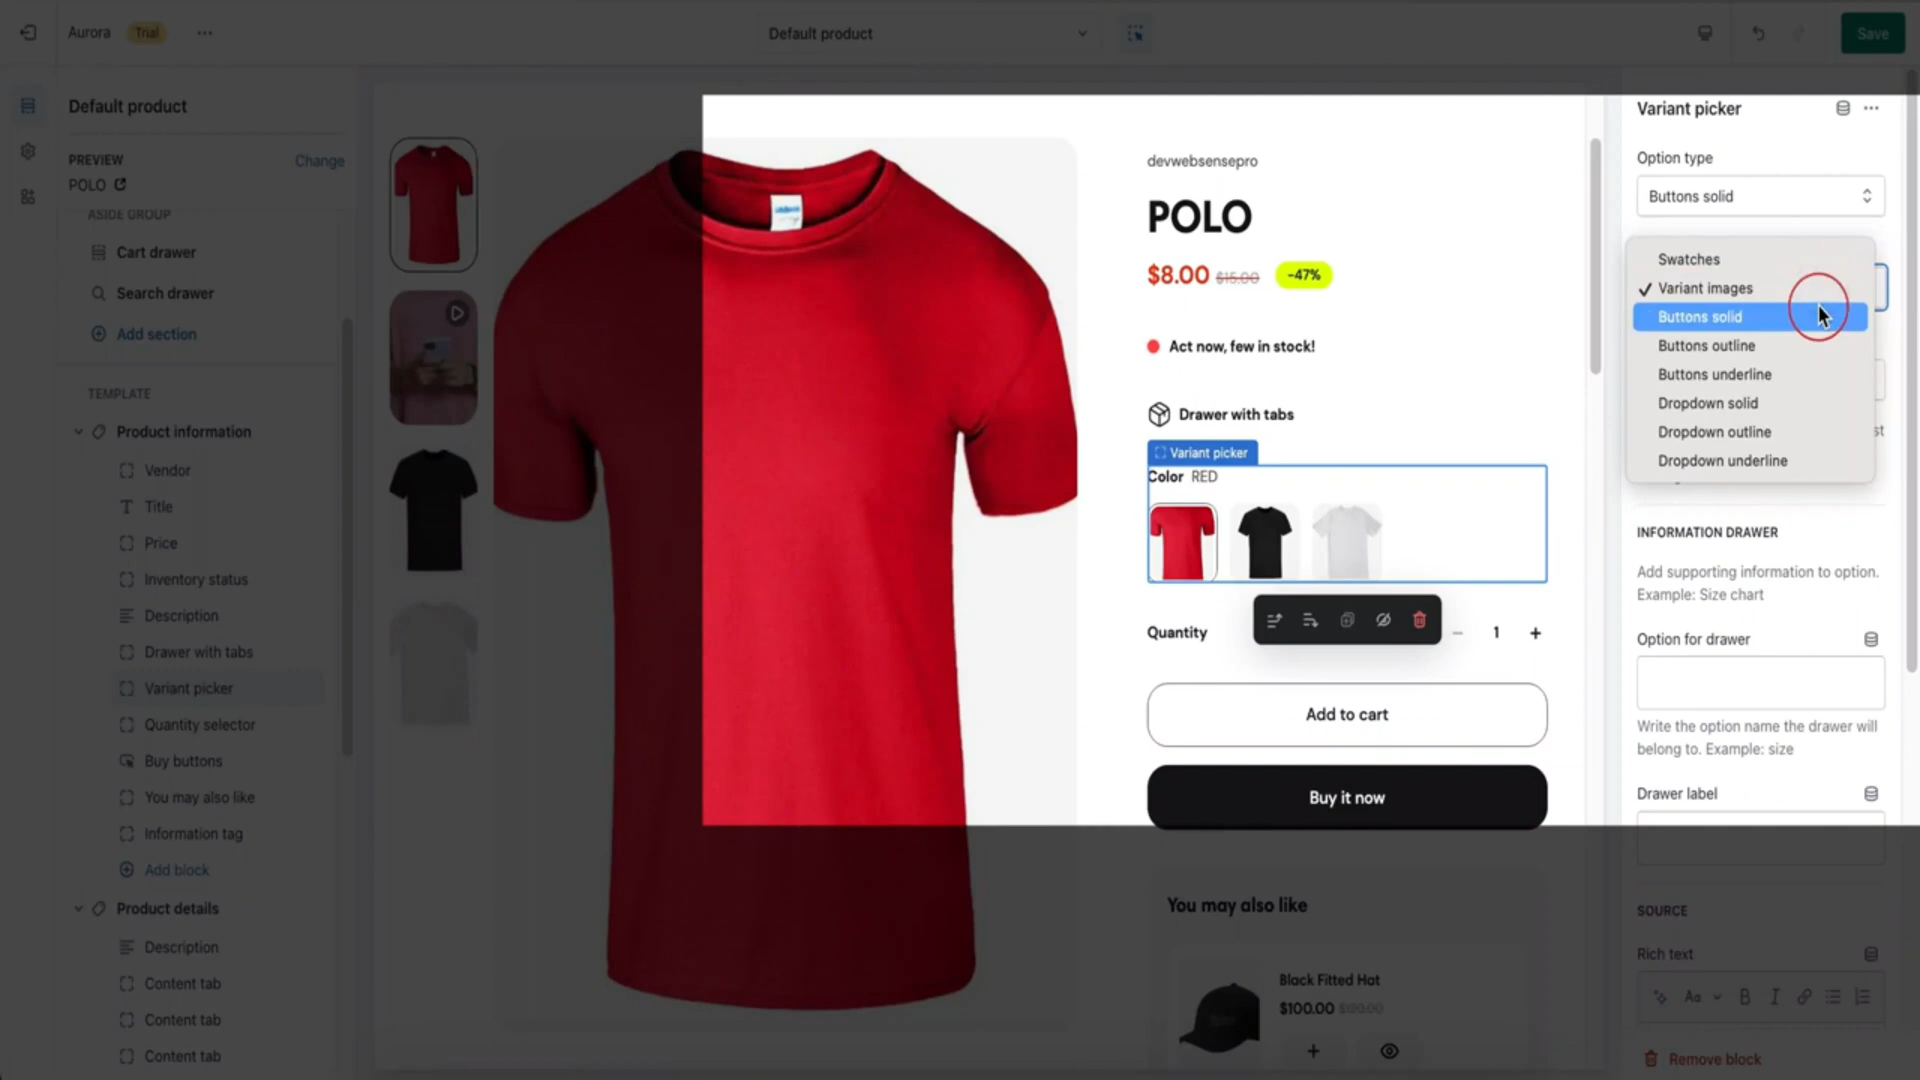 Aurora
Trial
Default product
Save
Default product
PREVIEW
Change
POLO
ASIDE GROUP
Cart drawer
Search drawer
Add section
TEMPLATE
Product information
Vendor
Title
Price
Inventory status
Description
Drawer with tabs
Variant picker
Quantity selector
Buy buttons
You may also like
Information tag
Add block
Product details
Description
Content tab
Content tab
Content tab
devwebsensepro
POLO
$8.00 $15.00 -47%
Act now, few in stock!
Drawer with tabs
Variant picker
Color RED
Quantity
1
Add to cart
Buy it now
You may also like
Black Fitted Hat
$100.00
Variant picker
Option type
Buttons solid
Swatches
Variant images
Buttons solid
Buttons outline
Buttons underline
Dropdown solid
Dropdown outline
Dropdown underline
st
INFORMATION DRAWER
Add supporting information to option.
Example: Size chart
Option for drawer
Write the option name the drawer will
belong to. Example: size
Drawer label
SOURCE
Rich text
Aa
B I
Remove block